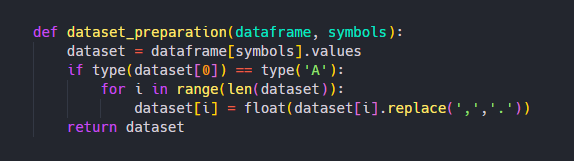 def dataset_preparation(dataframe, symbols):
    dataset = dataframe[symbols].values
    if type(dataset[0]) == type('A'):
        for i in range(len(dataset)):
            dataset[i] = float(dataset[i].replace(',','.'))
    return dataset